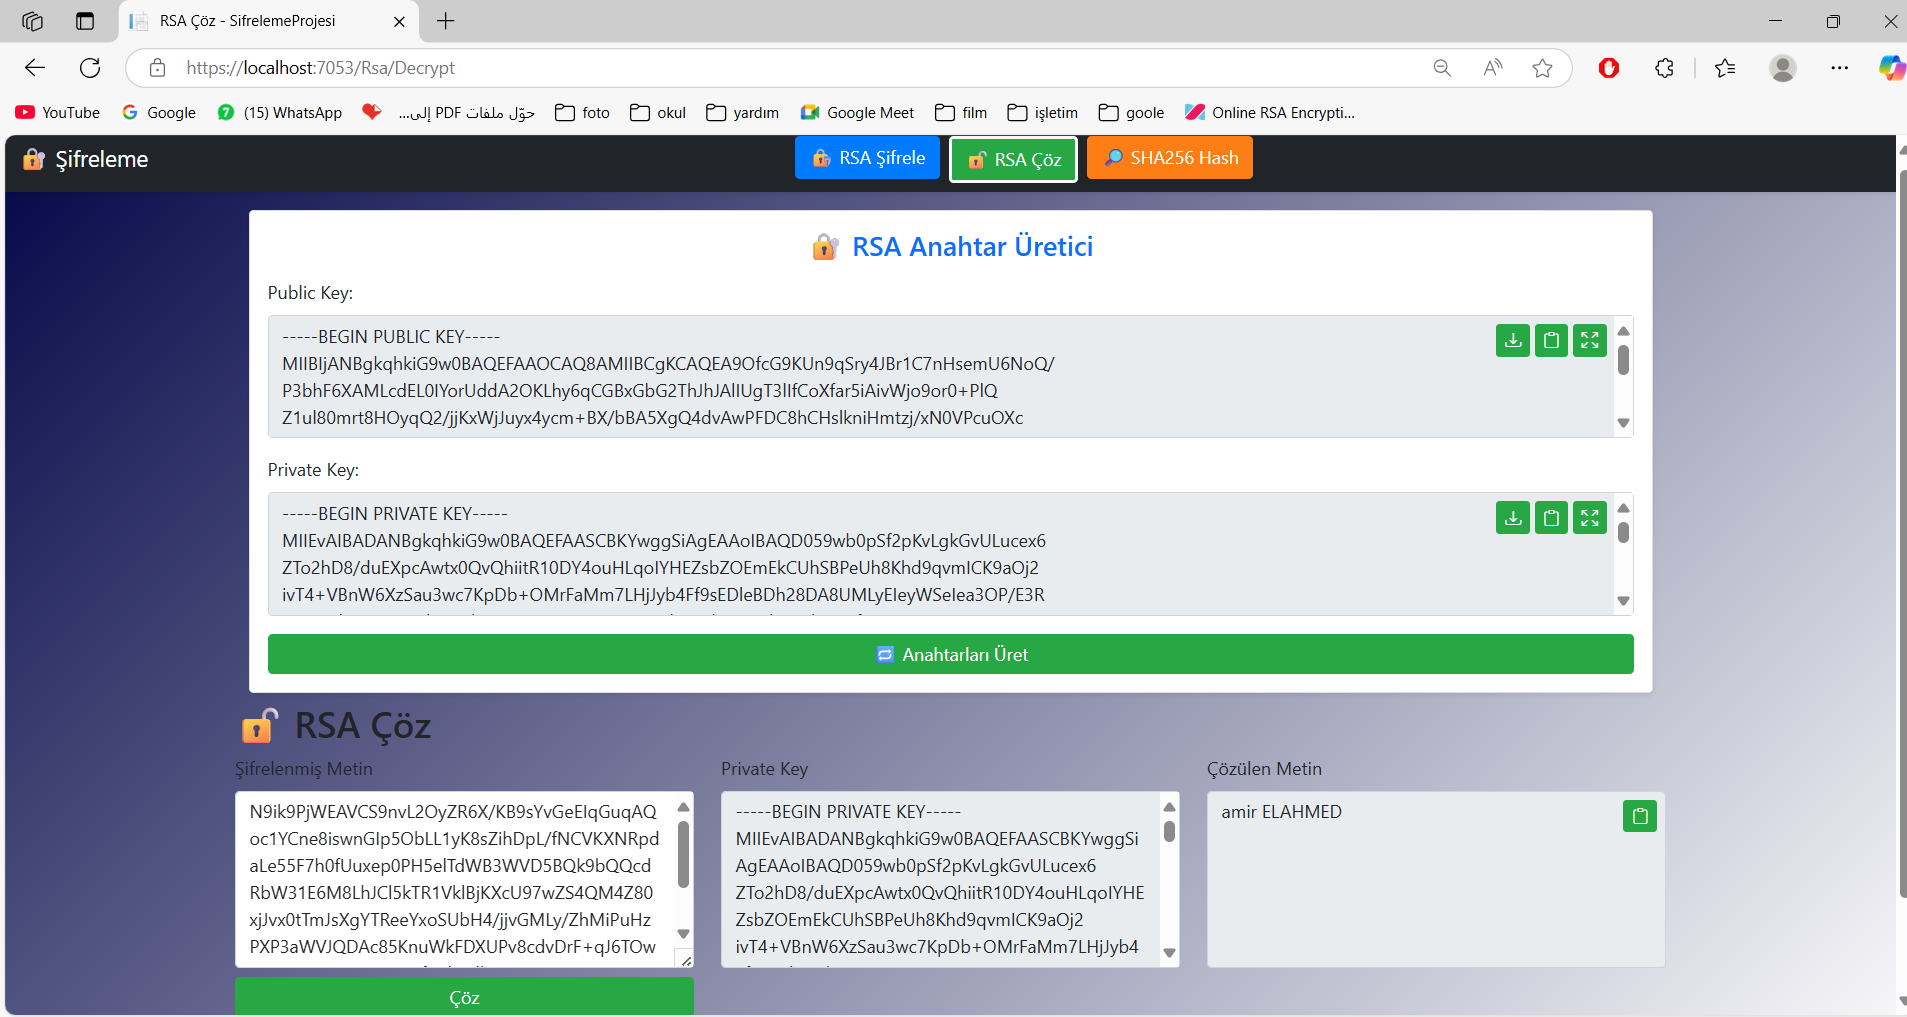 RSA Çöz - SifrelemeProjesi
https://localhost:7053/Rsa/Decrypt
YouTube Google (15) WhatsApp حوّل ملفات PDF إلى... foto okul yardım Google Meet film işletim goole Online RSA Encrypti...
Şifreleme RSA Şifrele RSA Çöz SHA256 Hash
RSA Anahtar Üretici
Public Key:
-----BEGIN PUBLIC KEY-----
MIIBIjANBgkqhkiG9w0BAQEFAAOCAQ8AMIIBCgKCAQEA9OfcG9KUn9qSry4JBr1C7nHsemU6NoQ/
P3bhF6XAMLcdEL0IYorUddA2OKLhy6qCGBxGbG2ThJhJAlIUgT3lIfCoXfar5iAivWjo9or0+PlQ
Z1ul80mrt8HOyqQ2/jjKxWjJuyx4ycm+BX/bBA5XgQ4dvAwPFDC8hCHslkniHmtzj/xN0VPcuOXc
Private Key:
-----BEGIN PRIVATE KEY-----
MIIEvAIBADANBgkqhkiG9w0BAQEFAASCBKYwggSiAgEAAoIBAQD059wb0pSf2pKvLgkGvULucex6
ZTo2hD8/duEXpcAwtx0QvQhiitR10DY4ouHLqoIYHEZsbZOEmEkCUhSBPeUh8Khd9qvmICK9aOj2
ivT4+VBnW6XzSau3wc7KpDb+OMrFaMm7LHjJyb4Ff9sEDleBDh28DA8UMLyEIeyWSeIea3OP/E3R
Anahtarları Üret
RSA Çöz
Şifrelenmiş Metin Private Key Çözülen Metin
N9ik9PjWEAVCS9nvL2OyZR6X/KB9sYvGeEIqGuqAQ
oc1YCne8iswnGIp5ObLL1yK8sZihDpL/fNCVKXNRpd
aLe55F7h0fUuxep0PH5elTdWB3WVD5BQk9bQQcd
RbW31E6M8LhJCl5kTR1VklBjKXcU97wZS4QM4Z80
xjJvx0tTmJsXgYTReeYxoSUbH4/jjvGMLy/ZhMiPuHz
PXP3aWVJQDAc85KnuWkFDXUPv8cdvDrF+qJ6TOw
-----BEGIN PRIVATE KEY-----
MIIEvAIBADANBgkqhkiG9w0BAQEFAASCBKYwggSi
AgEAAoIBAQD059wb0pSf2pKvLgkGvULucex6
ZTo2hD8/duEXpcAwtx0QvQhiitR10DY4ouHLqoIYHE
ZsbZOEmEkCUhSBPeUh8Khd9qvmICK9aOj2
ivT4+VBnW6XzSau3wc7KpDb+OMrFaMm7LHjJyb4
amir ELAHMED
Çöz